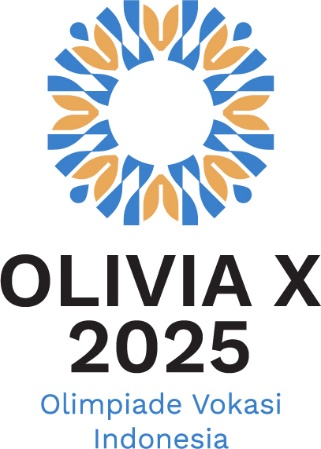 OLIVIA X
2025
Olimpiade Vokasi
Indonesia